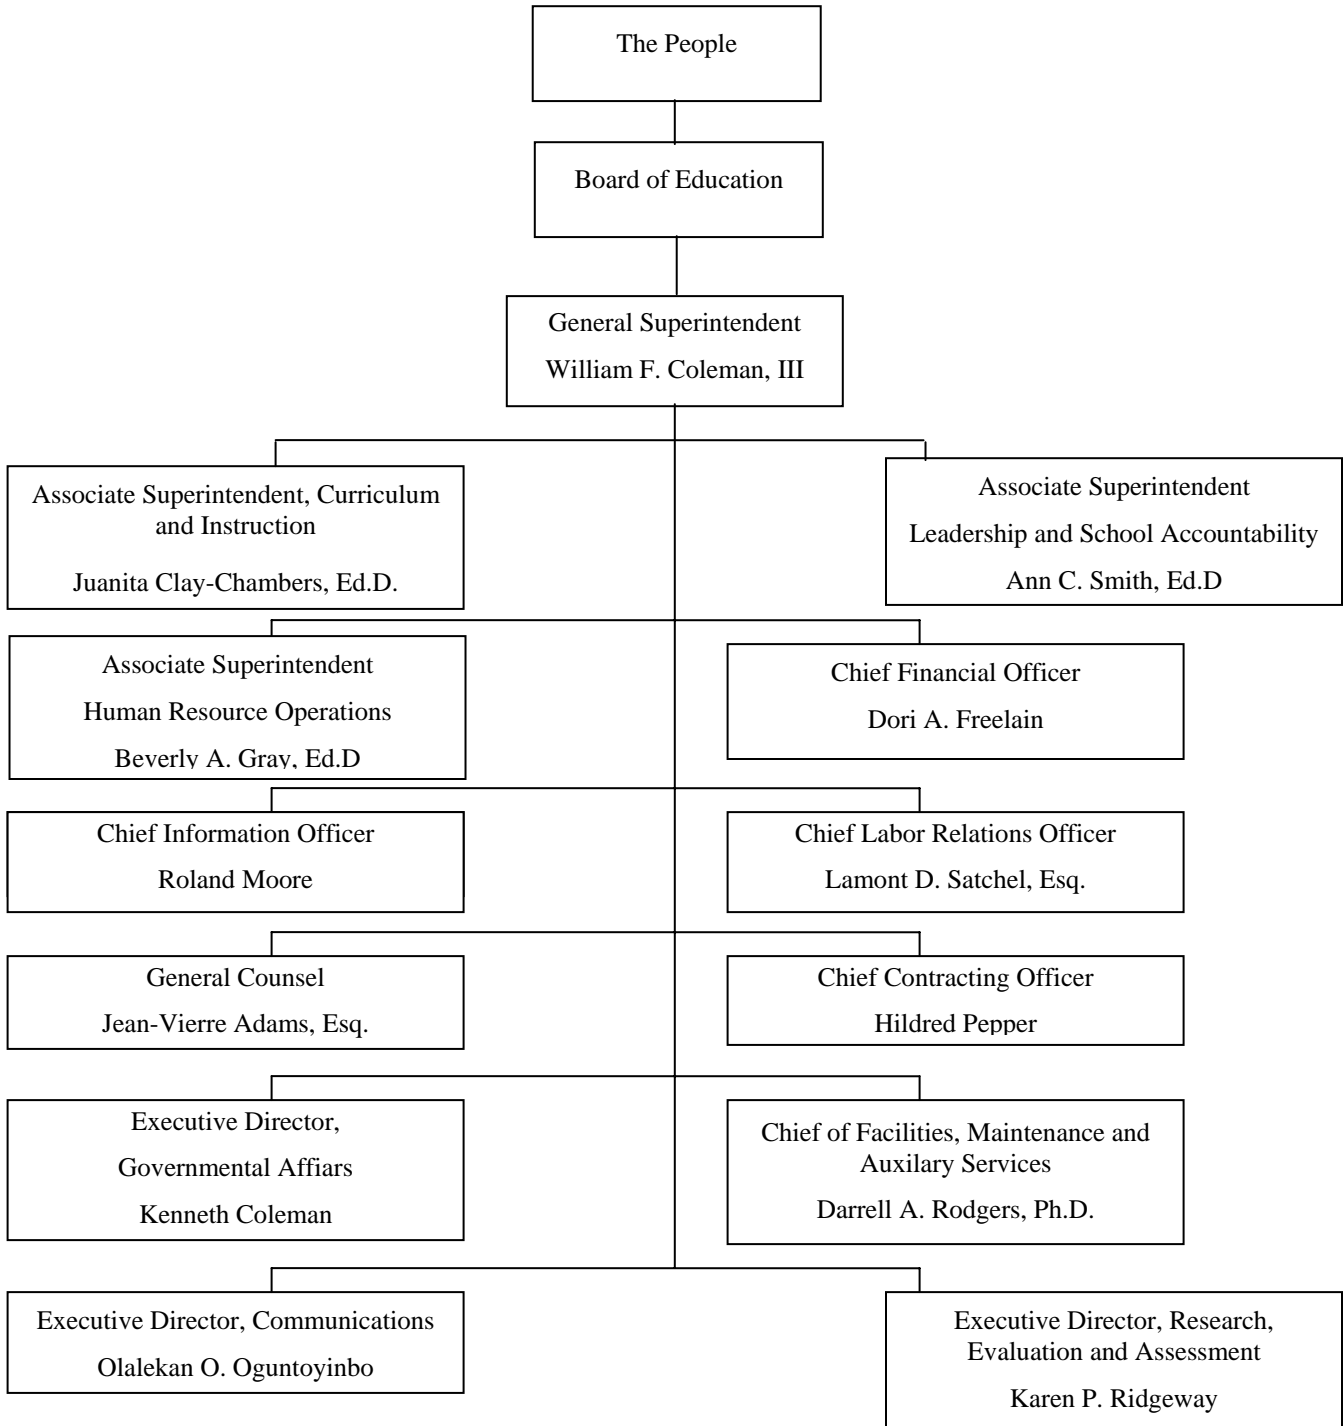 The People
Board of Education
General Superintendent
William F. Coleman, III
Associate Superintendent, Curriculum
and Instruction
Juanita Clay-Chambers, Ed.D.
Associate Superintendent
Leadership and School Accountability
Ann C. Smith, Ed.D
Associate Superintendent
Human Resource Operations
Beverly A. Gray, Ed.D
Chief Financial Officer
Dori A. Freelain
Chief Information Officer
Roland Moore
Chief Labor Relations Officer
Lamont D. Satchel, Esq.
General Counsel
Jean-Vierre Adams, Esq.
Chief Contracting Officer
Hildred Pepper
Executive Director,
Governmental Affiars
Kenneth Coleman
Chief of Facilities, Maintenance and
Auxilary Services
Darrell A. Rodgers, Ph.D.
Executive Director, Communications
Olalekan O. Oguntoyinbo
Executive Director, Research,
Evaluation and Assessment
Karen P. Ridgeway